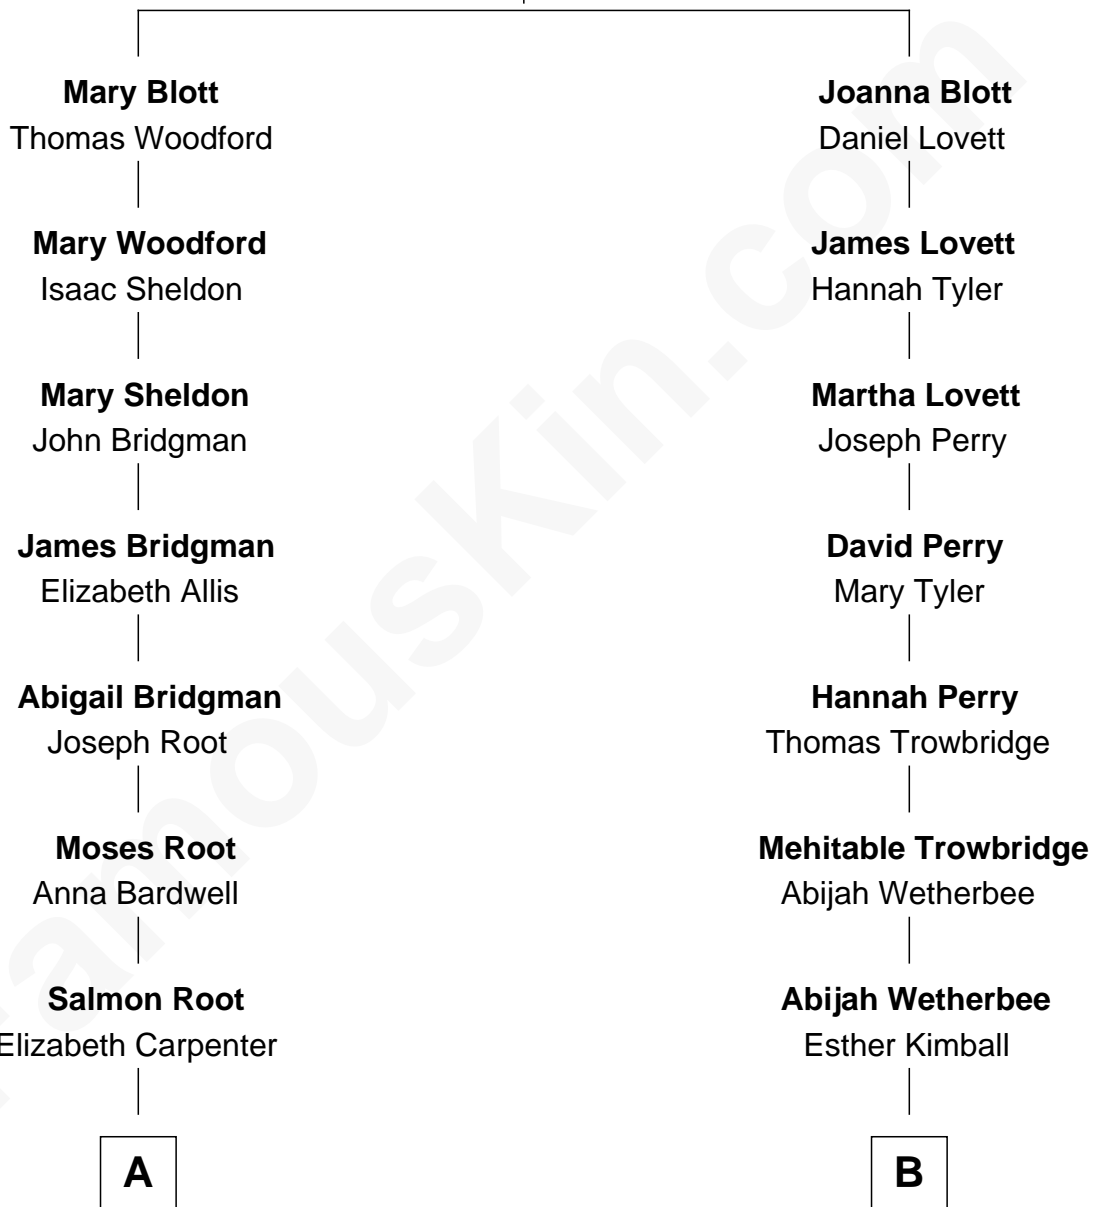 Mary Blott
Thomas Woodford
Mary Woodford
Isaac Sheldon
Mary Sheldon
John Bridgman
James Bridgman
Elizabeth Allis
Abigail Bridgman
Joseph Root
Moses Root
Anna Bardwell
Salmon Root
Elizabeth Carpenter
A
Joanna Blott
Daniel Lovett
James Lovett
Hannah Tyler
Martha Lovett
Joseph Perry
David Perry
Mary Tyler
Hannah Perry
Thomas Trowbridge
Mehitable Trowbridge
Abijah Wetherbee
Abijah Wetherbee
Esther Kimball
B
FamousKin.com